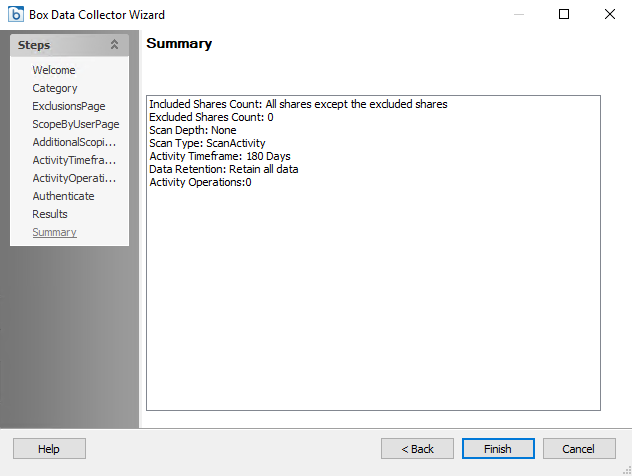 Box Data Collector Wizard
Steps
Welcome
Category
ExclusionsPage
ScopeByUserPage
AdditionalScopi...
ActivityTimefra...
ActivityOperati...
Authenticate
Results
Summary
Summary
Included Shares Count: All shares except the excluded shares
Excluded Shares Count: 0
Scan Depth: None
Scan Type: ScanActivity
Activity Timeframe: 180 Days
Data Retention: Retain all data
Activity Operations:0
Help
< Back
Finish
Cancel